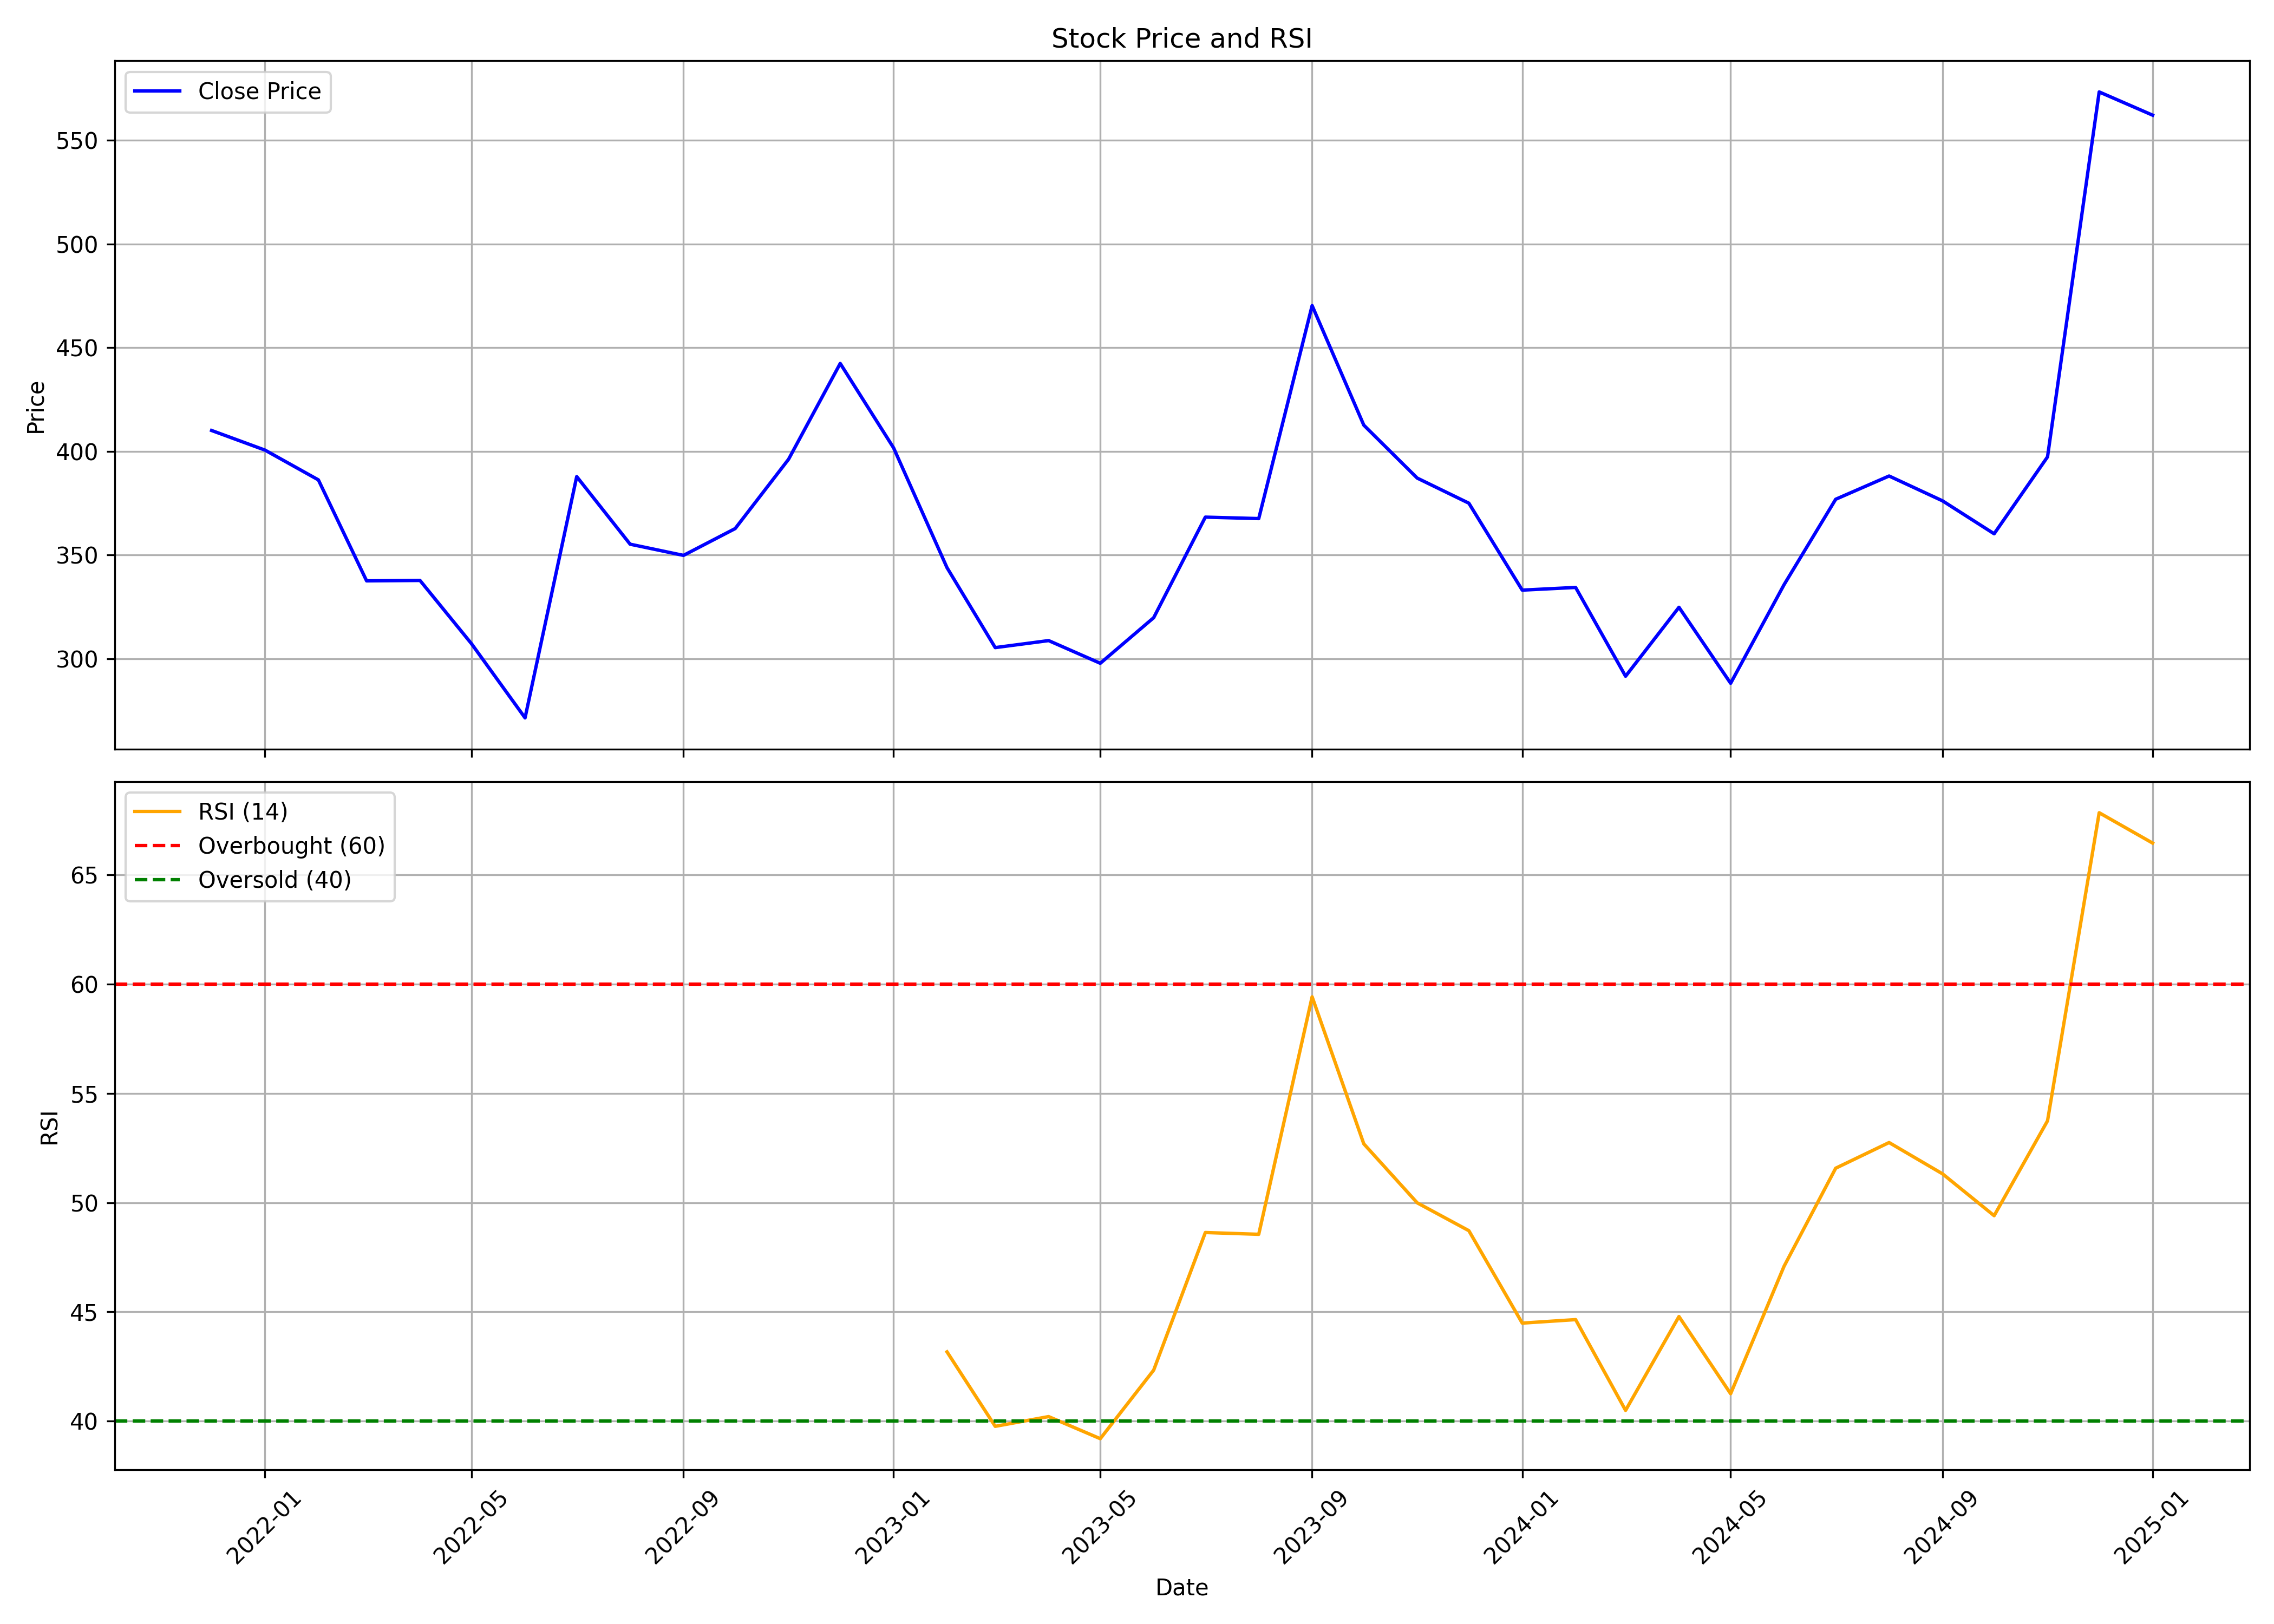 Stock Price and RSI
Close Price
550
500
450
400
350
300
Price
RSI (14)
Overbought (60)
Oversold (40)
65
60
55
50
45
40
RSI
2022-01
2022-05
2022-09
2023-01
2023-05
2023-09
2024-01
2024-05
2024-09
2025-01
Date